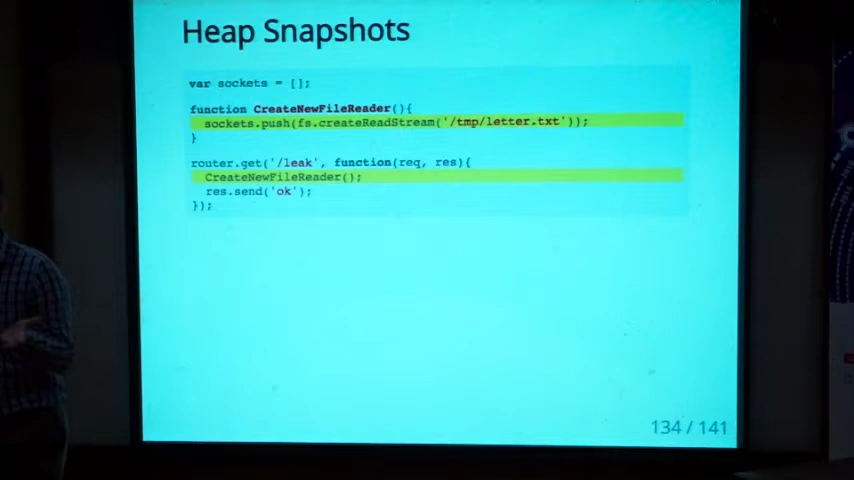 Heap Snapshots
var sockets = [];
function CreateNewFileReader(){
sockets.push(fs.createReadStream('/tmp/letter.txt'));
}
router.get('/leak', function(req, res){
CreateNewFileReader();
res.send('ok');
});
134 / 141